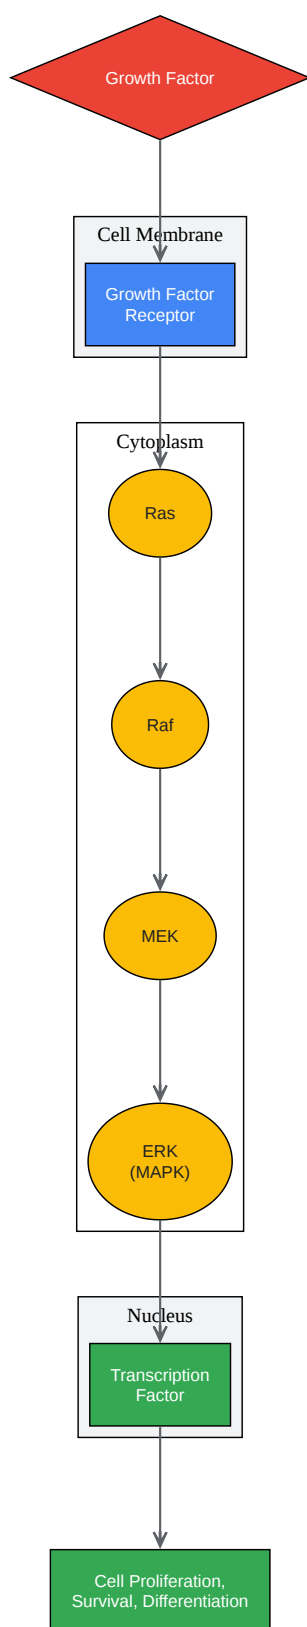 Growth Factor
Cell Membrane
Growth Factor
Receptor
Cytoplasm
Ras
Raf
MEK
ERK
(MAPK)
Nucleus
Transcription
Factor
Cell Proliferation,
Survival, Differentiation